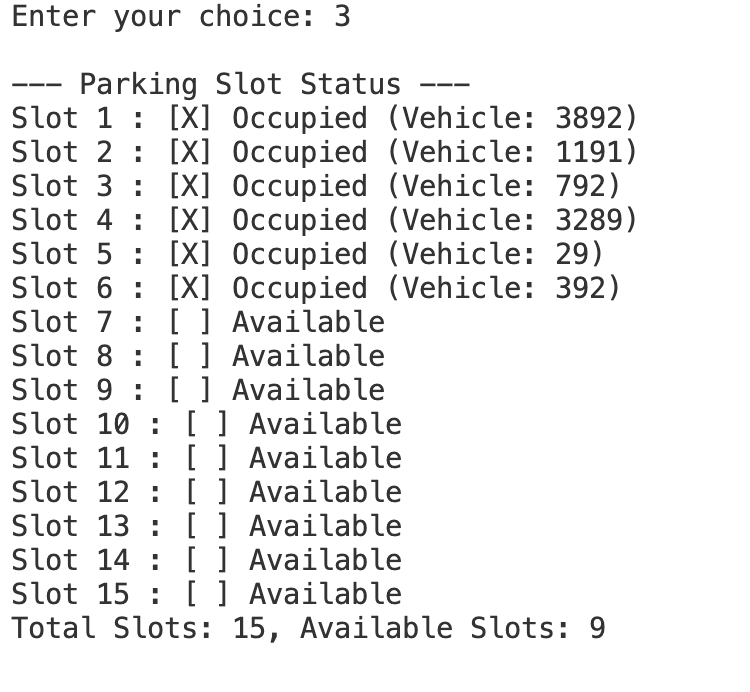 Enter your choice: 3
--- Parking Slot Status ---
Slot 1 : [X] Occupied (Vehicle: 3892)
Slot 2 : [X] Occupied (Vehicle: 1191)
Slot 3 : [X] Occupied (Vehicle: 792)
Slot 4 : [X] Occupied (Vehicle: 3289)
Slot 5 : [X] Occupied (Vehicle: 29)
Slot 6 : [X] Occupied (Vehicle: 392)
Slot 7 : [ ] Available
Slot 8 : [ ] Available
Slot 9 : [ ] Available
Slot 10 : [ ] Available
Slot 11 : [ ] Available
Slot 12 : [ ] Available
Slot 13 : [ ] Available
Slot 14 : [ ] Available
Slot 15 : [ ] Available
Total Slots: 15, Available Slots: 9